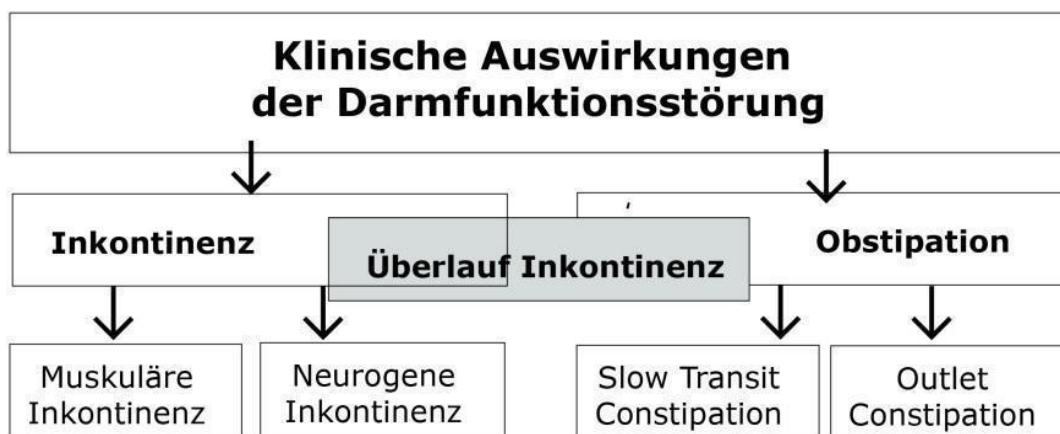 Klinische Auswirkungen
der Darmfunktionsstörung
Inkontinenz
Überlauf Inkontinenz
Obstipation
Muskuläre
Inkontinenz
Neurogene
Inkontinenz
Slow Transit
Constipation
Outlet
Constipation